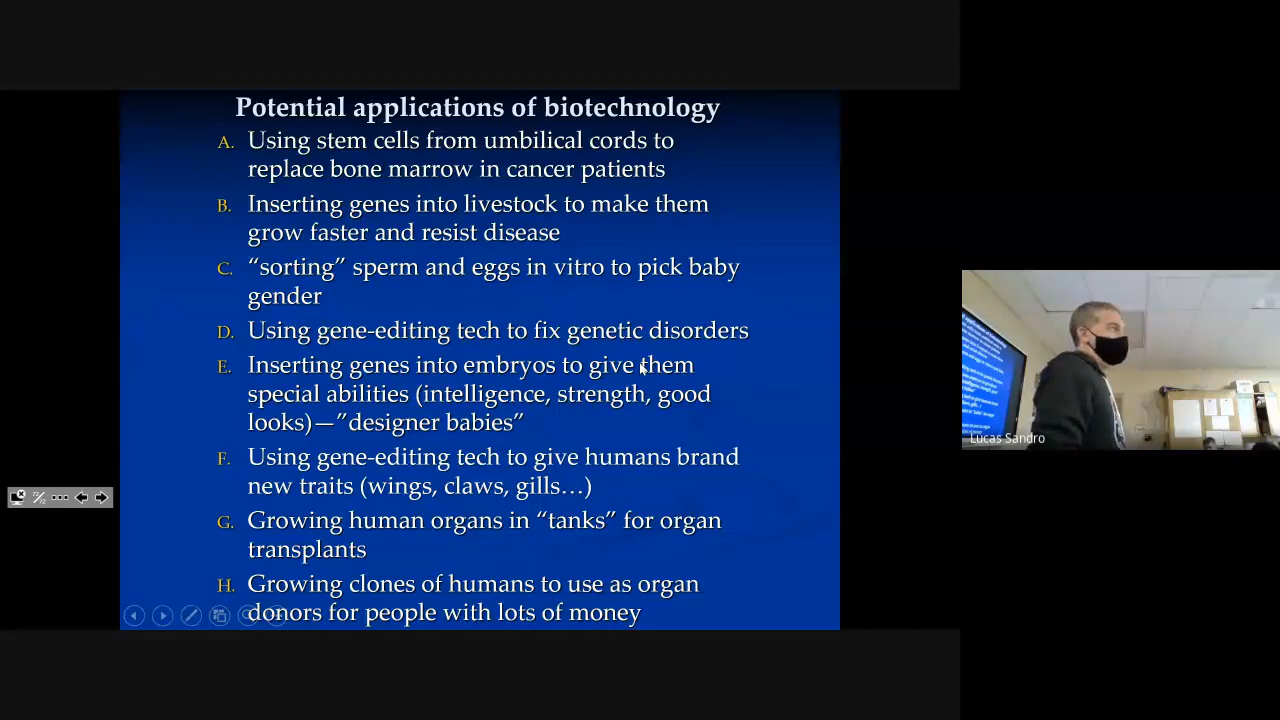 Potential applications of biotechnology
A. Using stem cells from umbilical cords to
replace bone marrow in cancer patients
B. Inserting genes into livestock to make them
grow faster and resist disease
C. “sorting” sperm and eggs in vitro to pick baby
gender
D. Using gene-editing tech to fix genetic disorders
E. Inserting genes into embryos to give them
special abilities (intelligence, strength, good
looks)—”designer babies”
F. Using gene-editing tech to give humans brand
new traits (wings, claws, gills…)
G. Growing human organs in “tanks” for organ
transplants
H. Growing clones of humans to use as organ
donors for people with lots of money
Lucas Sandro